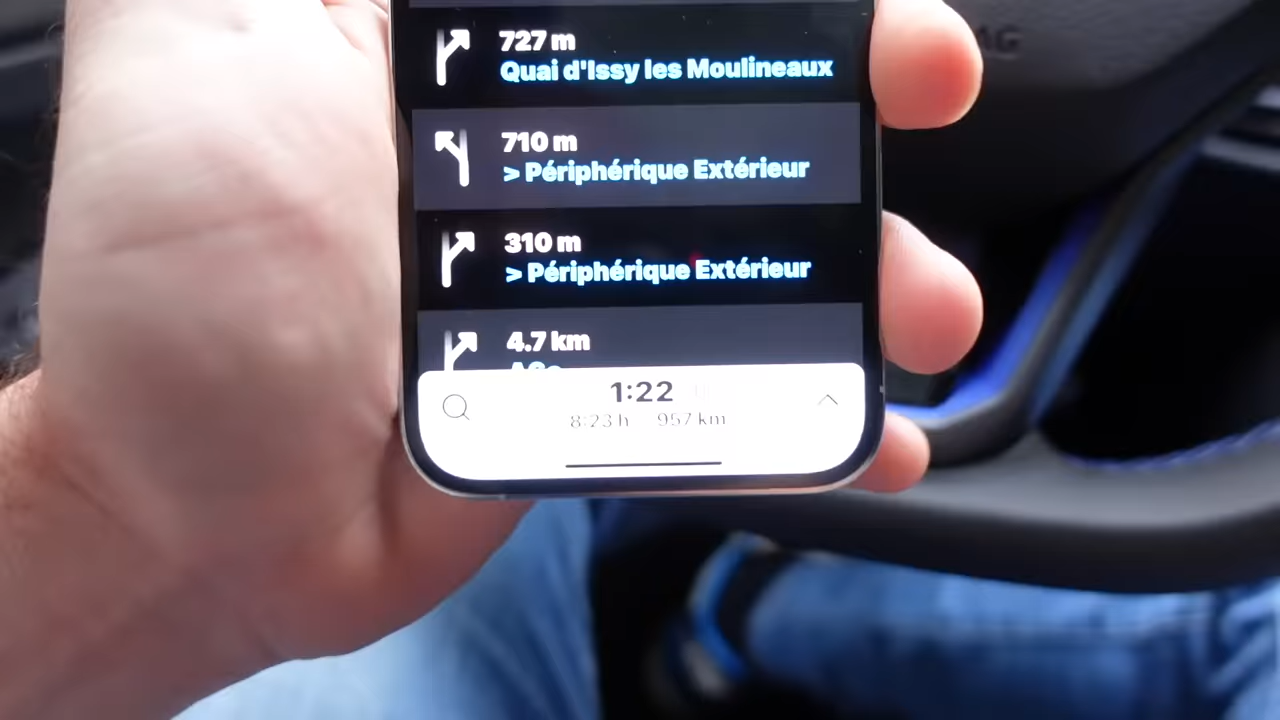 727 m
Quai d'Issy les Moulineaux
710 m
> Périphérique Extérieur
310 m
> Périphérique Extérieur
4.7 km
1:22
8:23 h 957 km